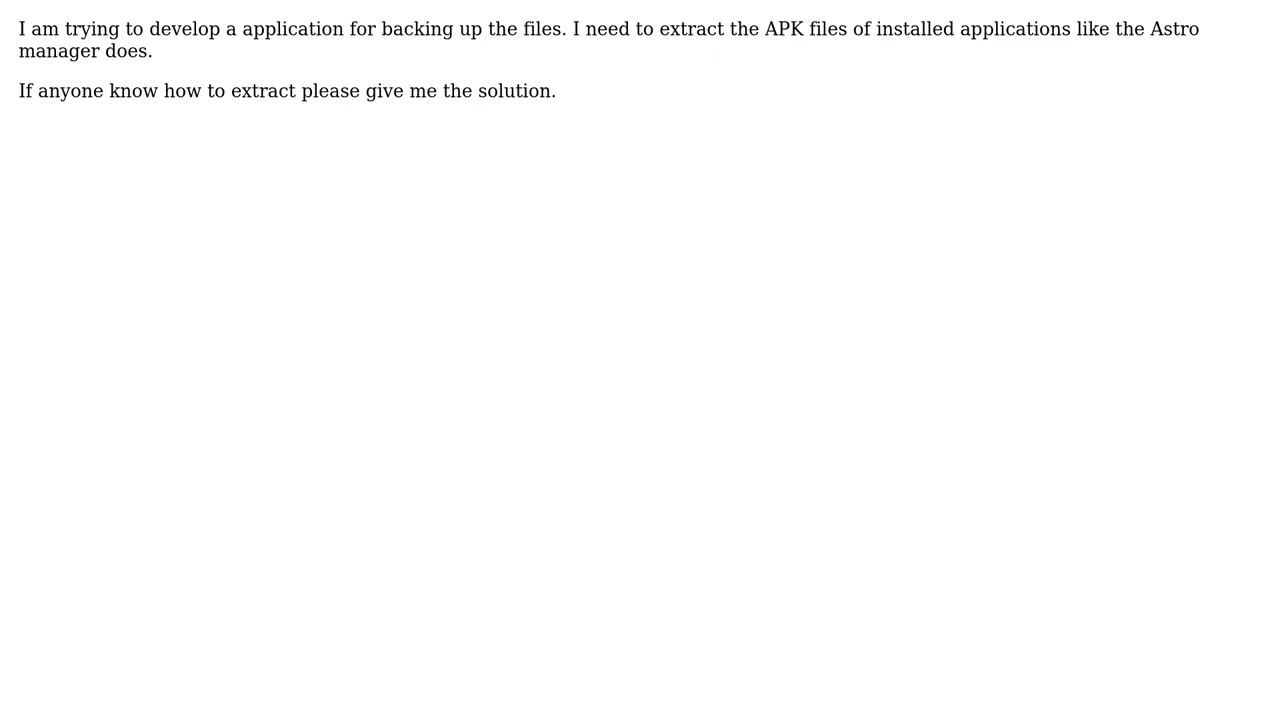 I am trying to develop a application for backing up the files. I need to extract the APK files of installed applications like the Astro
manager does.
If anyone know how to extract please give me the solution.